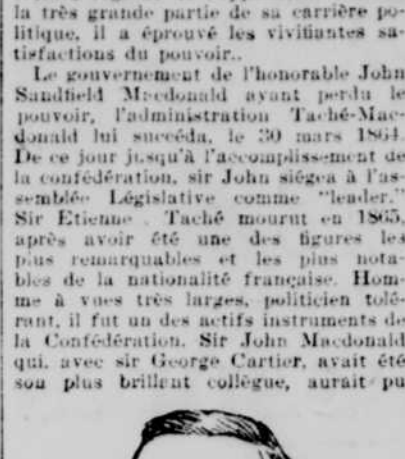 la très grande partie de sa carrière po-
litique, il a éprouvé les vivifiantes sa-
tisfactions du pouvoir..
Le gouvernement de l'honorable John
Sandfield Macdonald ayant perdu le
pouvoir, l'administration Taché-Mac-
donald lui succéda, le 30 mars 1864.
De ce jour jusqu'à l'accomplissement de
la confédération, sir John siégea à l'as-
semblée Législative comme "leader."
Sir Etienne . Taché mourut en 1865,
après avoir été une des figures les
plus remarquables et les plus nota-
bles de la nationalité française. Hom-
me à vues très larges, politicien tolé-
rant, il fut un des actifs instruments de
la Confédération. Sir John Macdonald
qui, avec sir George Cartier, avait été
son plus brillant collègue, aurait pu